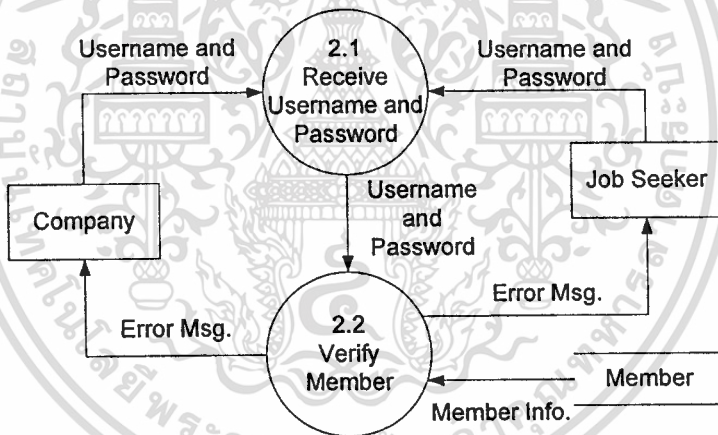 Username and
Password
2.1
Receive
Username and
Password
Username and
Password
Company
Job Seeker
Username
and
Password
Error Msg.
2.2
Verify
Member
Error Msg.
Member
Member Info.